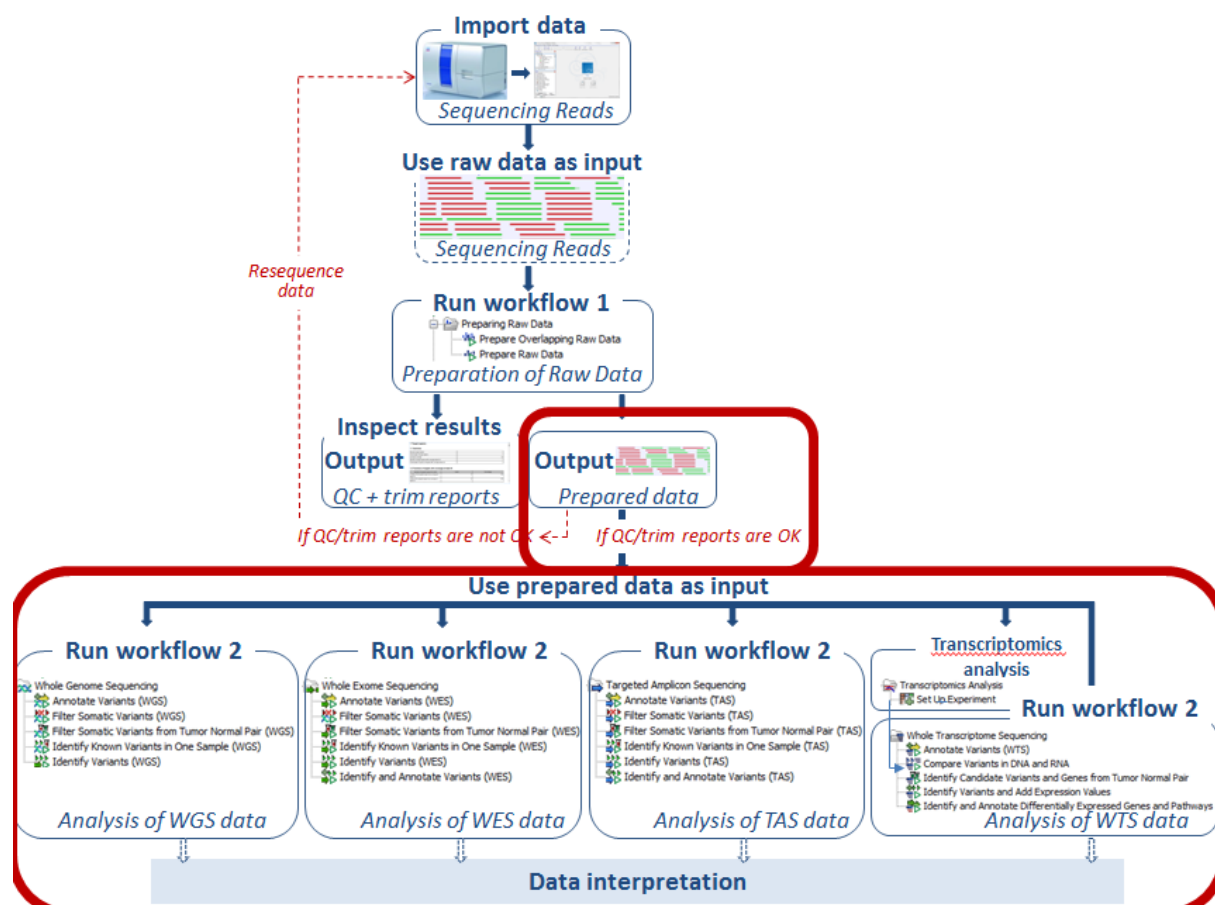 Import data
Sequencing Reads
Use raw data as input
Sequencing Reads
Resequence
data
Run workflow 1
Preparing Raw Data
Prepare Overlapping Raw Data
Prepare Raw Data
Preparation of Raw Data
Inspect results
Output
QC + trim reports
Output
Prepared data
If QC/trim reports are not OK
If QC/trim reports are OK
Use prepared data as input
Run workflow 2
Whole Genome Sequencing
Annotate Variants (WGS)
Filter Somatic Variants (WGS)
Filter Somatic Variants from Tumor Normal Pair (WGS)
Identify Known Variants in One Sample (WGS)
Identify Variants (WGS)
Analysis of WGS data
Run workflow 2
Whole Exome Sequencing
Annotate Variants (WES)
Filter Somatic Variants (WES)
Filter Somatic Variants from Tumor Normal Pair (WES)
Identify Known Variants in One Sample (WES)
Identify Variants (WES)
Identify and Annotate Variants (WES)
Analysis of WES data
Run workflow 2
Targeted Amplicon Sequencing
Annotate Variants (TAS)
Filter Somatic Variants (TAS)
Filter Somatic Variants from Tumor Normal Pair (TAS)
Identify Known Variants in One Sample (TAS)
Identify Variants (TAS)
Identify and Annotate Variants (TAS)
Analysis of TAS data
Transcriptomics
analysis
Transcriptomics Analysis
Set Up Experiment
Run workflow 2
Whole Transcriptome Sequencing
Annotate Variants (WTS)
Compare Variants in DNA and RNA
Identify Candidate Variants and Genes from Tumor Normal Pair
Identify Variants and Add Expression Values
Identify and Annotate Differentially Expressed Genes and Pathways
Analysis of WTS data
Data interpretation